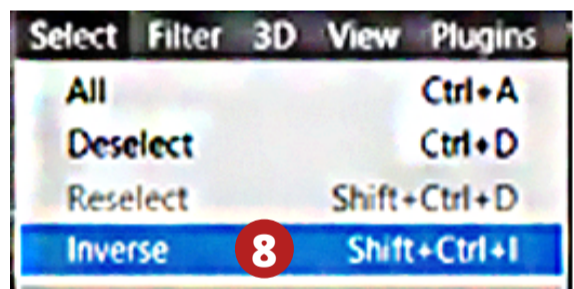 Select Filter 3D View Plugins
All Ctrl+A
Deselect Ctrl+D
Reselect Shift+Ctrl+D
Inverse 8 Shift+Ctrl+I